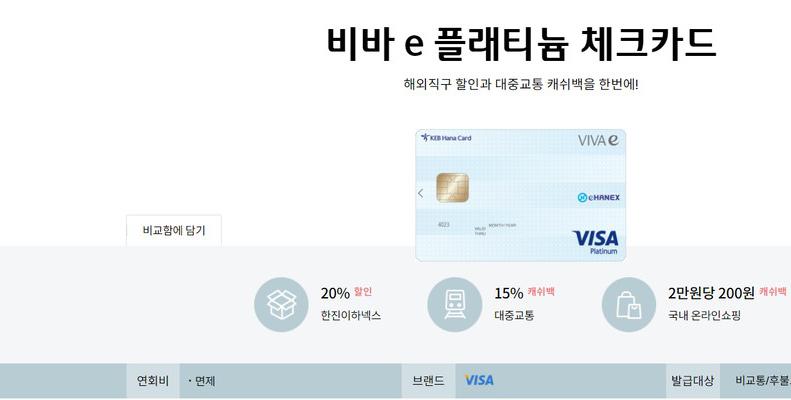 비바 e 플래티늄 체크카드
해외직구 할인과 대중교통 캐쉬백을 한번에!
KEB Hana Card
VIVA e
eHANEX
4023
VALID THRU
MONTH/YEAR
VISA
Platinum
비교함에 담기
20% 할인
한진이하넥스
15% 캐쉬백
대중교통
2만원당 200원 캐쉬백
국내 온라인쇼핑
연회비
· 면제
브랜드
VISA
발급대상
비교통/후불